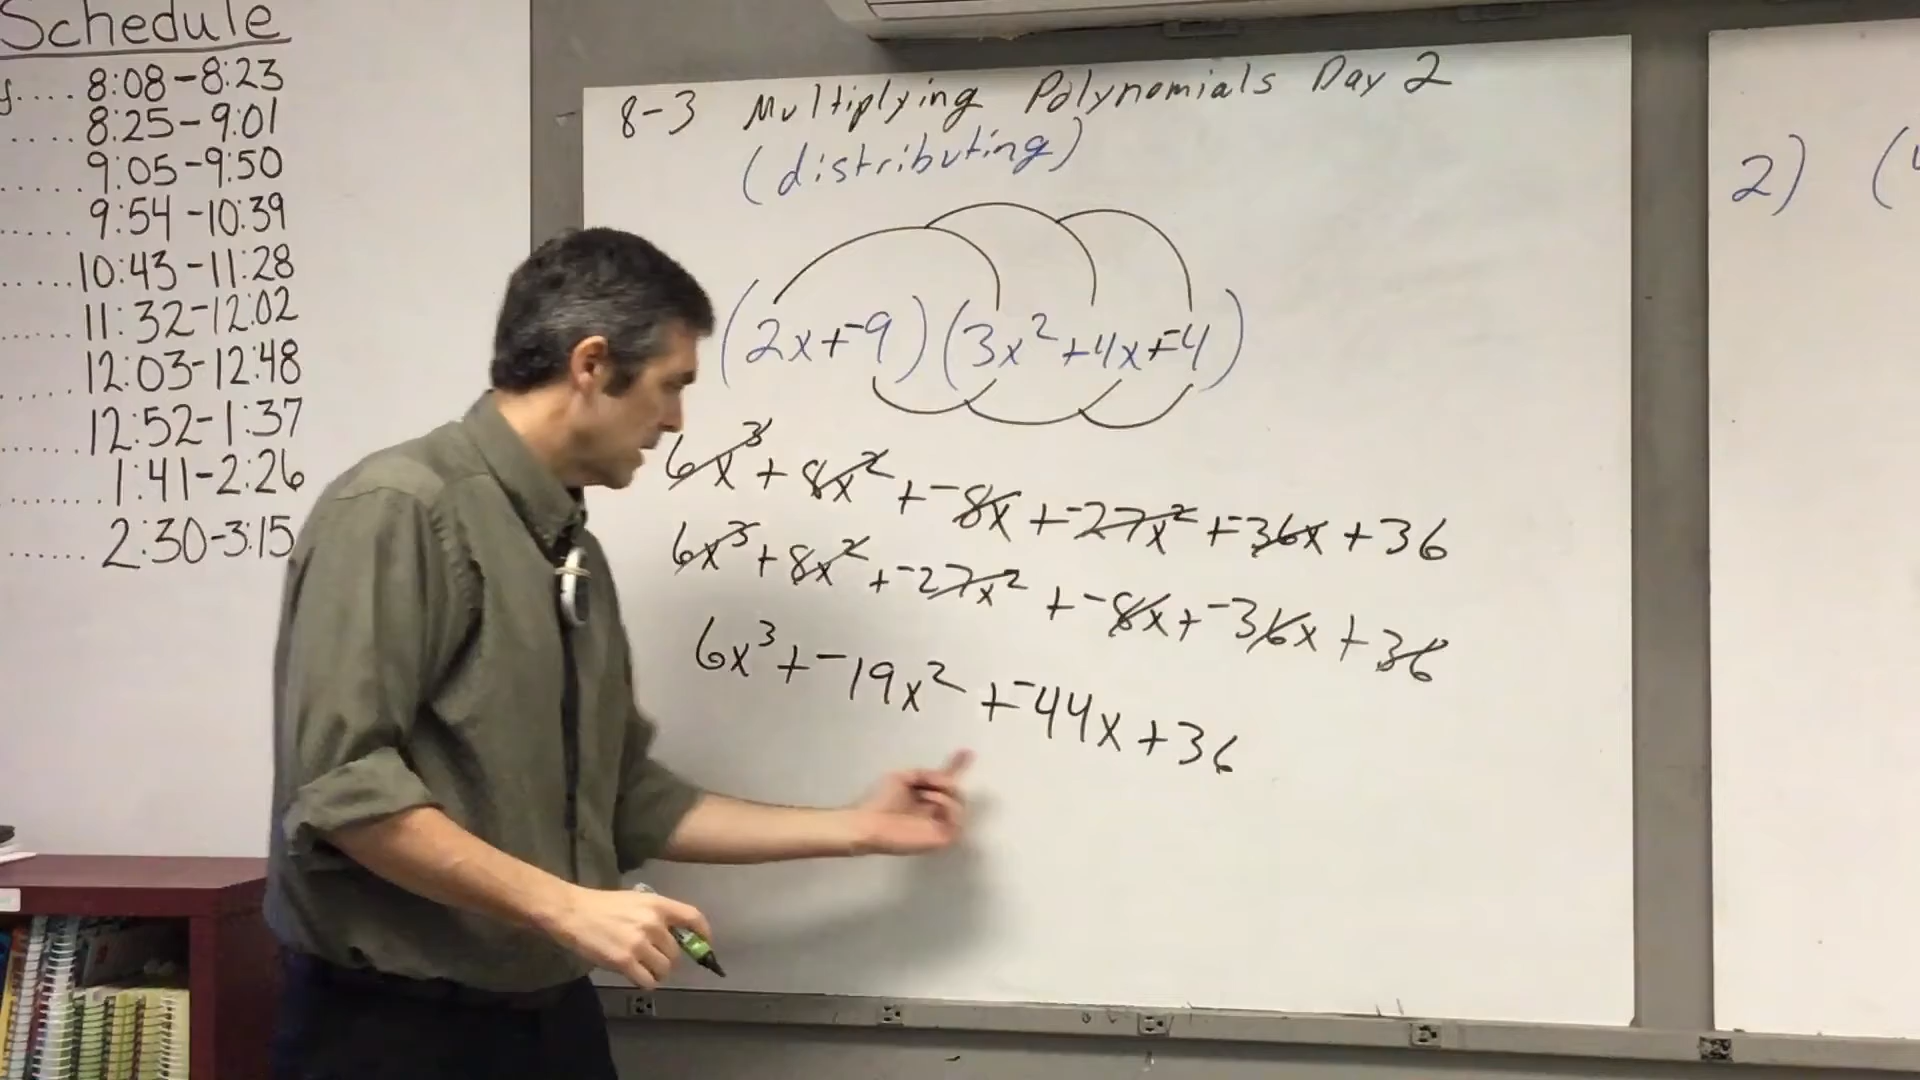 Schedule
.... 8:08-8:23
..... 8:25-9:01
...... 9:05-9:50
..... 9:54-10:39
..... 10:43-11:28
..... 11:32-12:02
..... 12:03-12:48
..... 12:52-1:37
....... 1:41-2:26
...... 2:30-3:15
8-3 Multiplying Polynomials Day 2
(distributing)
(2x+⁻9)(3x²+4x+⁻4)
6x³+8x²+⁻8x+⁻27x²+⁻36x+36
6x³+8x²+⁻27x²+⁻8x+⁻36x+36
6x³+⁻19x²+⁻44x+36
2) (